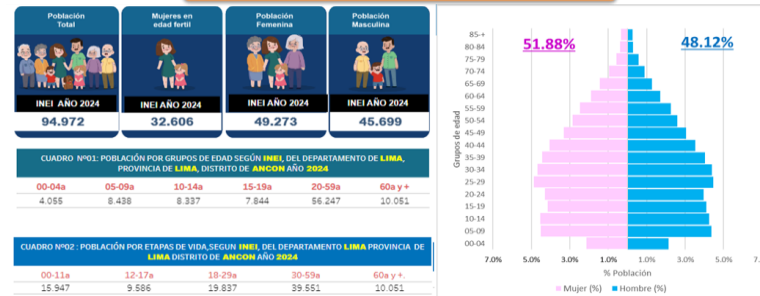 Población
Total
Mujeres en
edad fertil
Población
Femenina
Población
Masculina
INEI AÑO 2024
INEI AÑO 2024
INEI AÑO 2024
INEI AÑO 2024
94.972
32.606
49.273
45.699
CUADRO Nº01: POBLACIÓN POR GRUPOS DE EDAD SEGÚN INEI, DEL DEPARTAMENTO DE LIMA,
PROVINCIA DE LIMA, DISTRITO DE ANCON AÑO 2024
00-04a 05-09a 10-14a 15-19a 20-59a 60a y +
4.055 8.438 8.337 7.844 56.247 10.051
CUADRO Nº02 : POBLACIÓN POR ETAPAS DE VIDA,SEGUN INEI, DEL DEPARTAMENTO LIMA PROVINCIA DE
LIMA DISTRITO DE ANCON AÑO 2024
00-11a 12-17a 18-29a 30-59a 60a y +.
15.947 9.586 19.837 39.551 10.051
51.88% 48.12%
Grupos de edad
85-+
80-84
75-79
70-74
65-69
60-64
55-59
50-54
45-49
40-44
35-39
30-34
25-29
20-24
15-19
10-14
05-09
00-04
7.0% 5.0% 3.0% 1.0% 1.0% 3.0% 5.0% 7.
% Población
Mujer (%) Hombre (%)